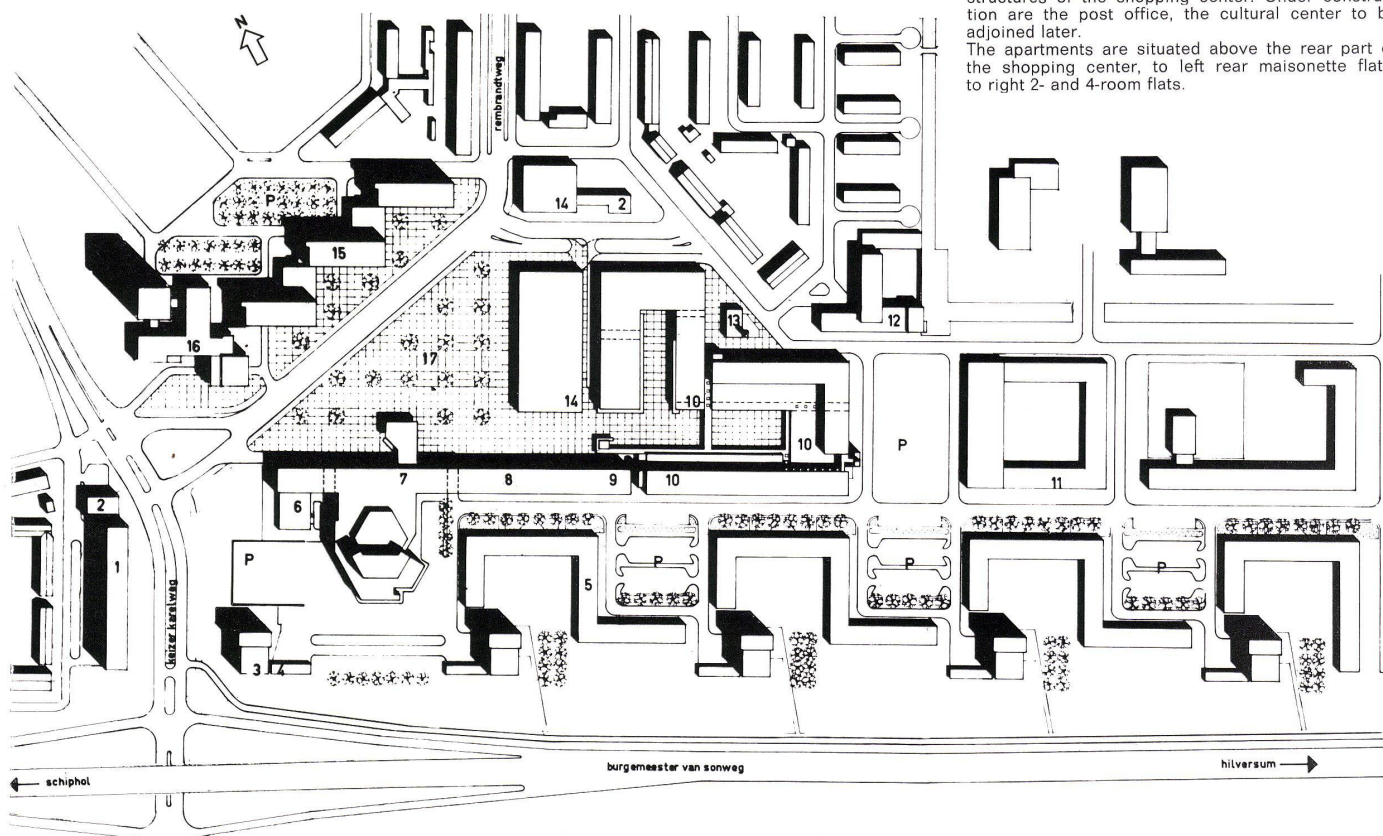 structures of the shopping center. Under construc-
tion are the post office, the cultural center to b
adjoined later.
The apartments are situated above the rear part o
the shopping center, to left rear maisonette flat
to right 2- and 4-room flats.
N
rembrandtweg
P
14
2
15
13
12
16
17
14
10
10
P
7
8
9
10
11
6
2
1
P
5
P
P
P
keizer karelweg
3
4
schiphol
burgemeester van sonweg
hilversum